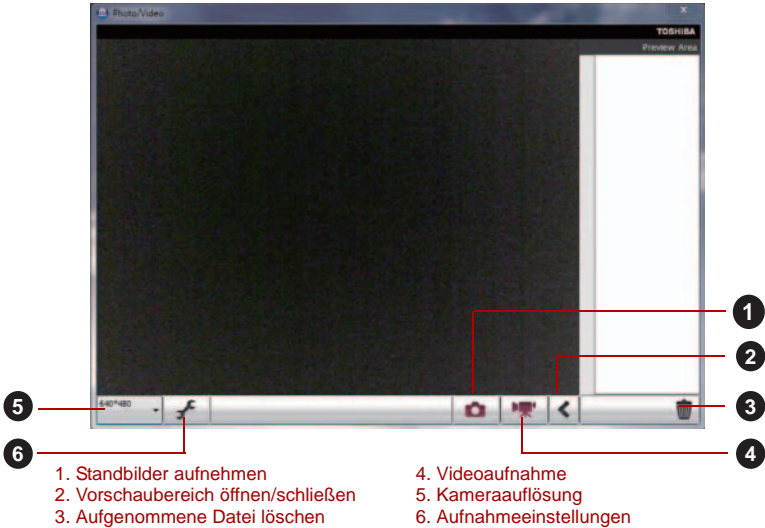 Photo/Video
x
TOSHIBA
Preview Area
1
2
640*480
5
3
6
4
1. Standbilder aufnehmen
2. Vorschaubereich öffnen/schließen
3. Aufgenommene Datei löschen
4. Videoaufnahme
5. Kameraauflösung
6. Aufnahmeeinstellungen